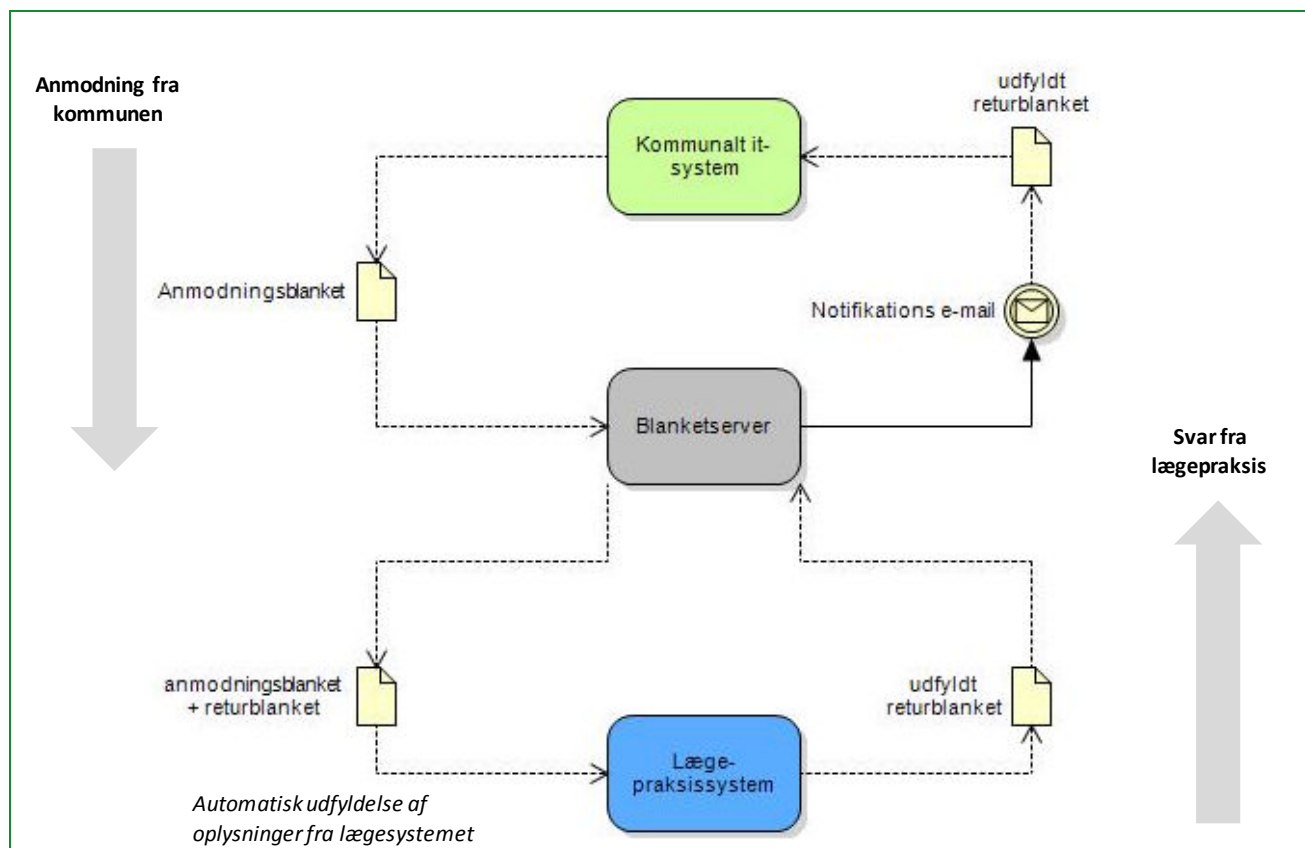 Anmodning fra
kommunen
udfyldt
returblanket
Kommunalt it-
system
Anmodningsblanket
Notifikations e-mail
Blanketserver
Svar fra
lægepraksis
anmodningsblanket
+ returblanket
udfyldt
returblanket
Læge-
praksissystem
Automatisk udfyldelse af
oplysninger fra lægesystemet